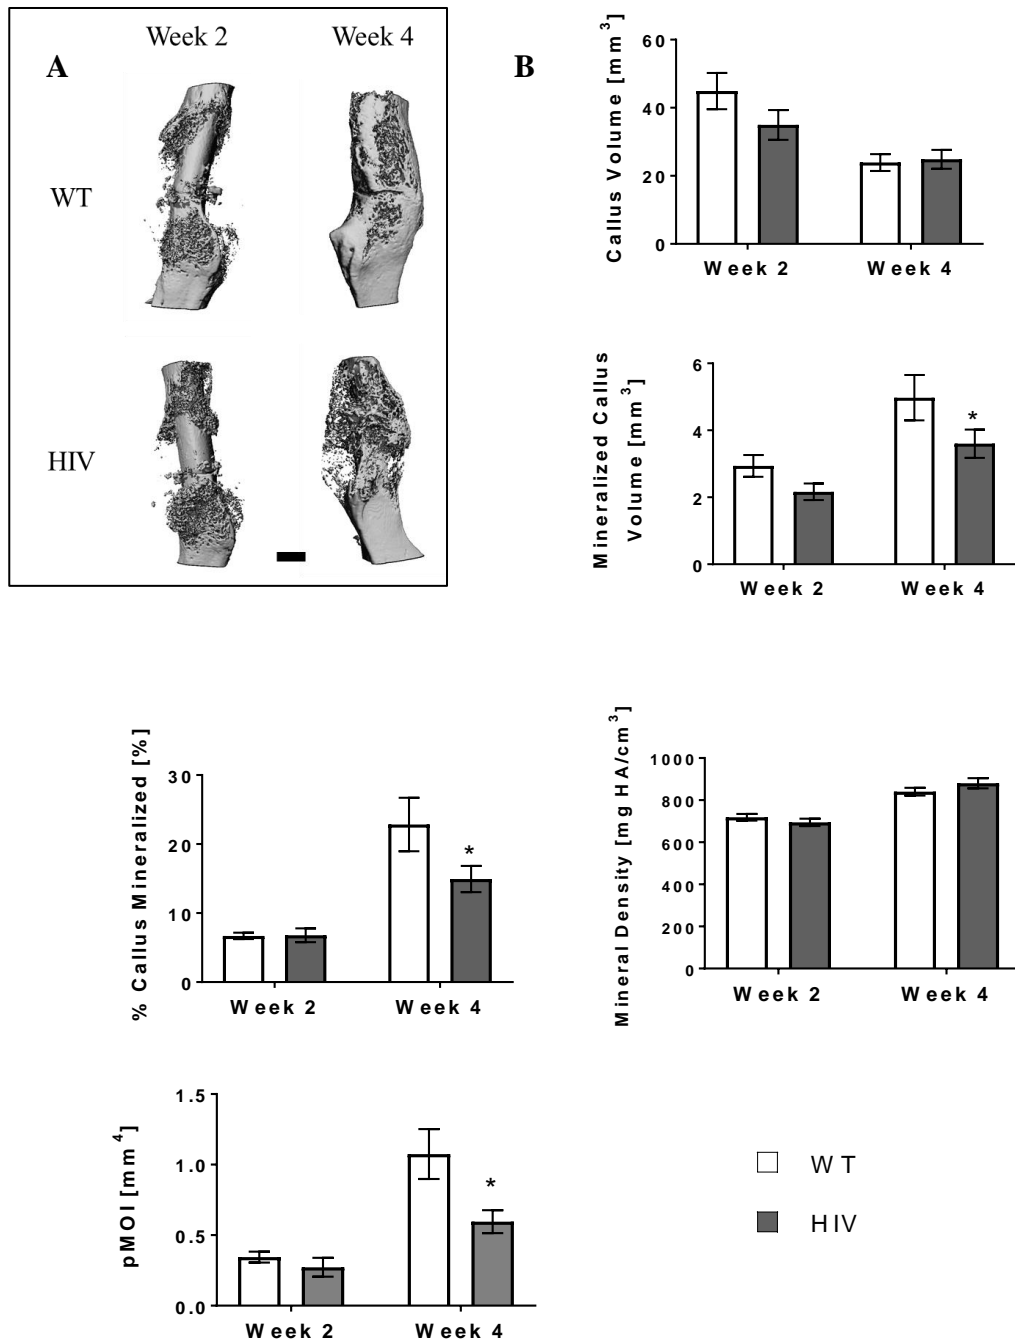 Week 2 Week 4
A
WT
HIV
B
Callus Volume [mm³]
60
40
20
0
Week 2 Week 4
Mineralized Callus
Volume [mm³]
6
4
2
0
*
Week 2 Week 4
% Callus Mineralized [%]
30
20
10
0
*
Week 2 Week 4
Mineral Density [mg HA/cm³]
1000
800
600
400
200
0
Week 2 Week 4
pMOI [mm⁴]
1.5
1.0
0.5
0.0
*
Week 2 Week 4
WT
HIV